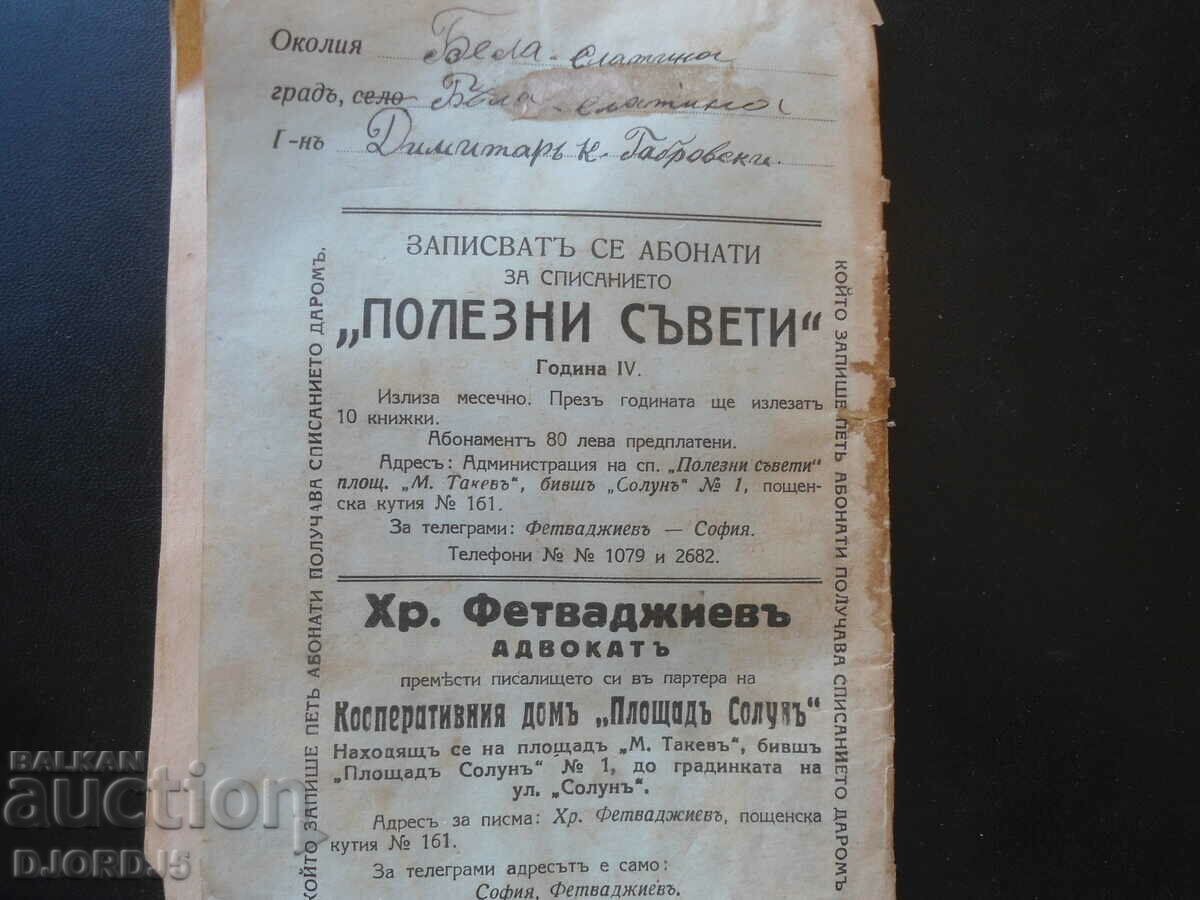 Околия Бела-Слатина
градъ, село Бѣла-Слатина
Г-нъ Димитаръ К. Габровски.
ЗАПИСВАТЪ СЕ АБОНАТИ
ЗА СПИСАНИЕТО
„ПОЛЕЗНИ СЪВЕТИ“
Година IV.
Излиза месечно. Презъ годината ще излезатъ
10 книжки.
Абонаментъ 80 лева предплатени.
Адресъ: Администрация на сп. „Полезни съвети“
площ. „М. Такевъ“, бившъ „Солунъ“ № 1, пощен-
ска кутия № 161.
За телеграми: Фетваджиевъ — София.
Телефони № № 1079 и 2682.
Хр. Фетваджиевъ
АДВОКАТЪ
премѣсти писалището си въ партера на
Косперативния домъ „Площадъ Солунъ“
Находящъ се на площадъ „М. Такевъ“, бившъ
„Площадъ Солунъ“ № 1, до градинката на
ул. „Солунъ“.
Адресъ за писма: Хр. Фетваджиевъ, пощенска
кутия № 161.
За телеграми адресътъ е само:
София, Фетваджиевъ.
КОЙТО ЗАПИШЕ ПЕТЬ АБОНАТИ ПОЛУЧАВА СПИСАНИЕТО ДАРОМЪ.
КОЙТО ЗАПИШЕ ПЕТЬ АБОНАТИ ПОЛУЧАВА СПИСАНИЕТО ДАРОМЪ
BALKAN
auction
DJORD.15